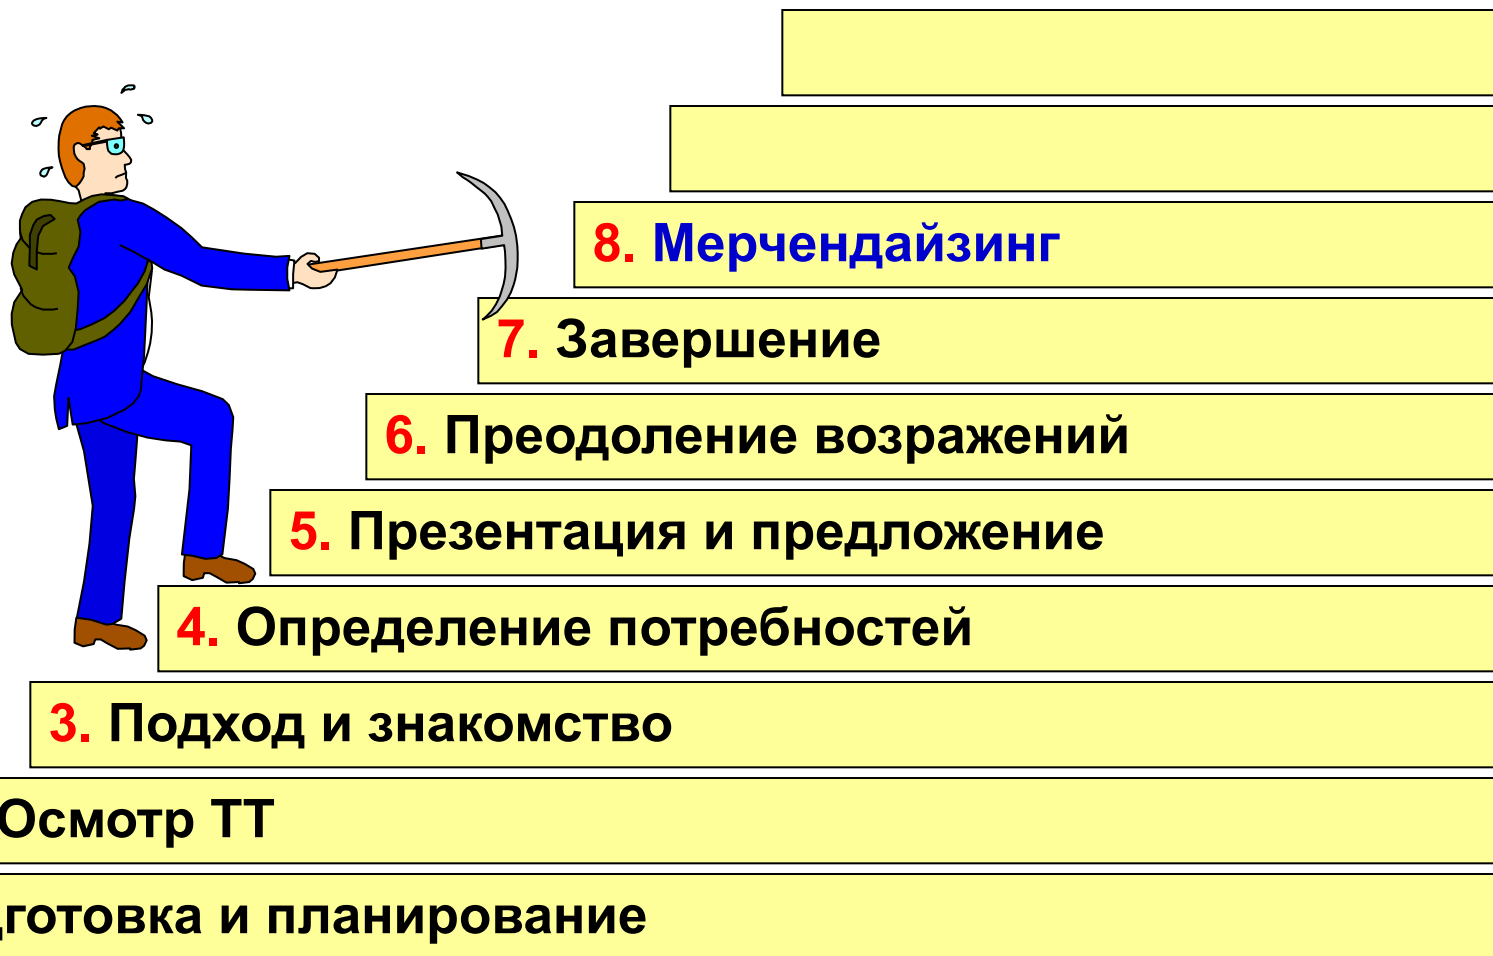 8. Мерчендайзинг
7. Завершение
6. Преодоление возражений
5. Презентация и предложение
4. Определение потребностей
3. Подход и знакомство
Осмотр ТТ
готовка и планирование